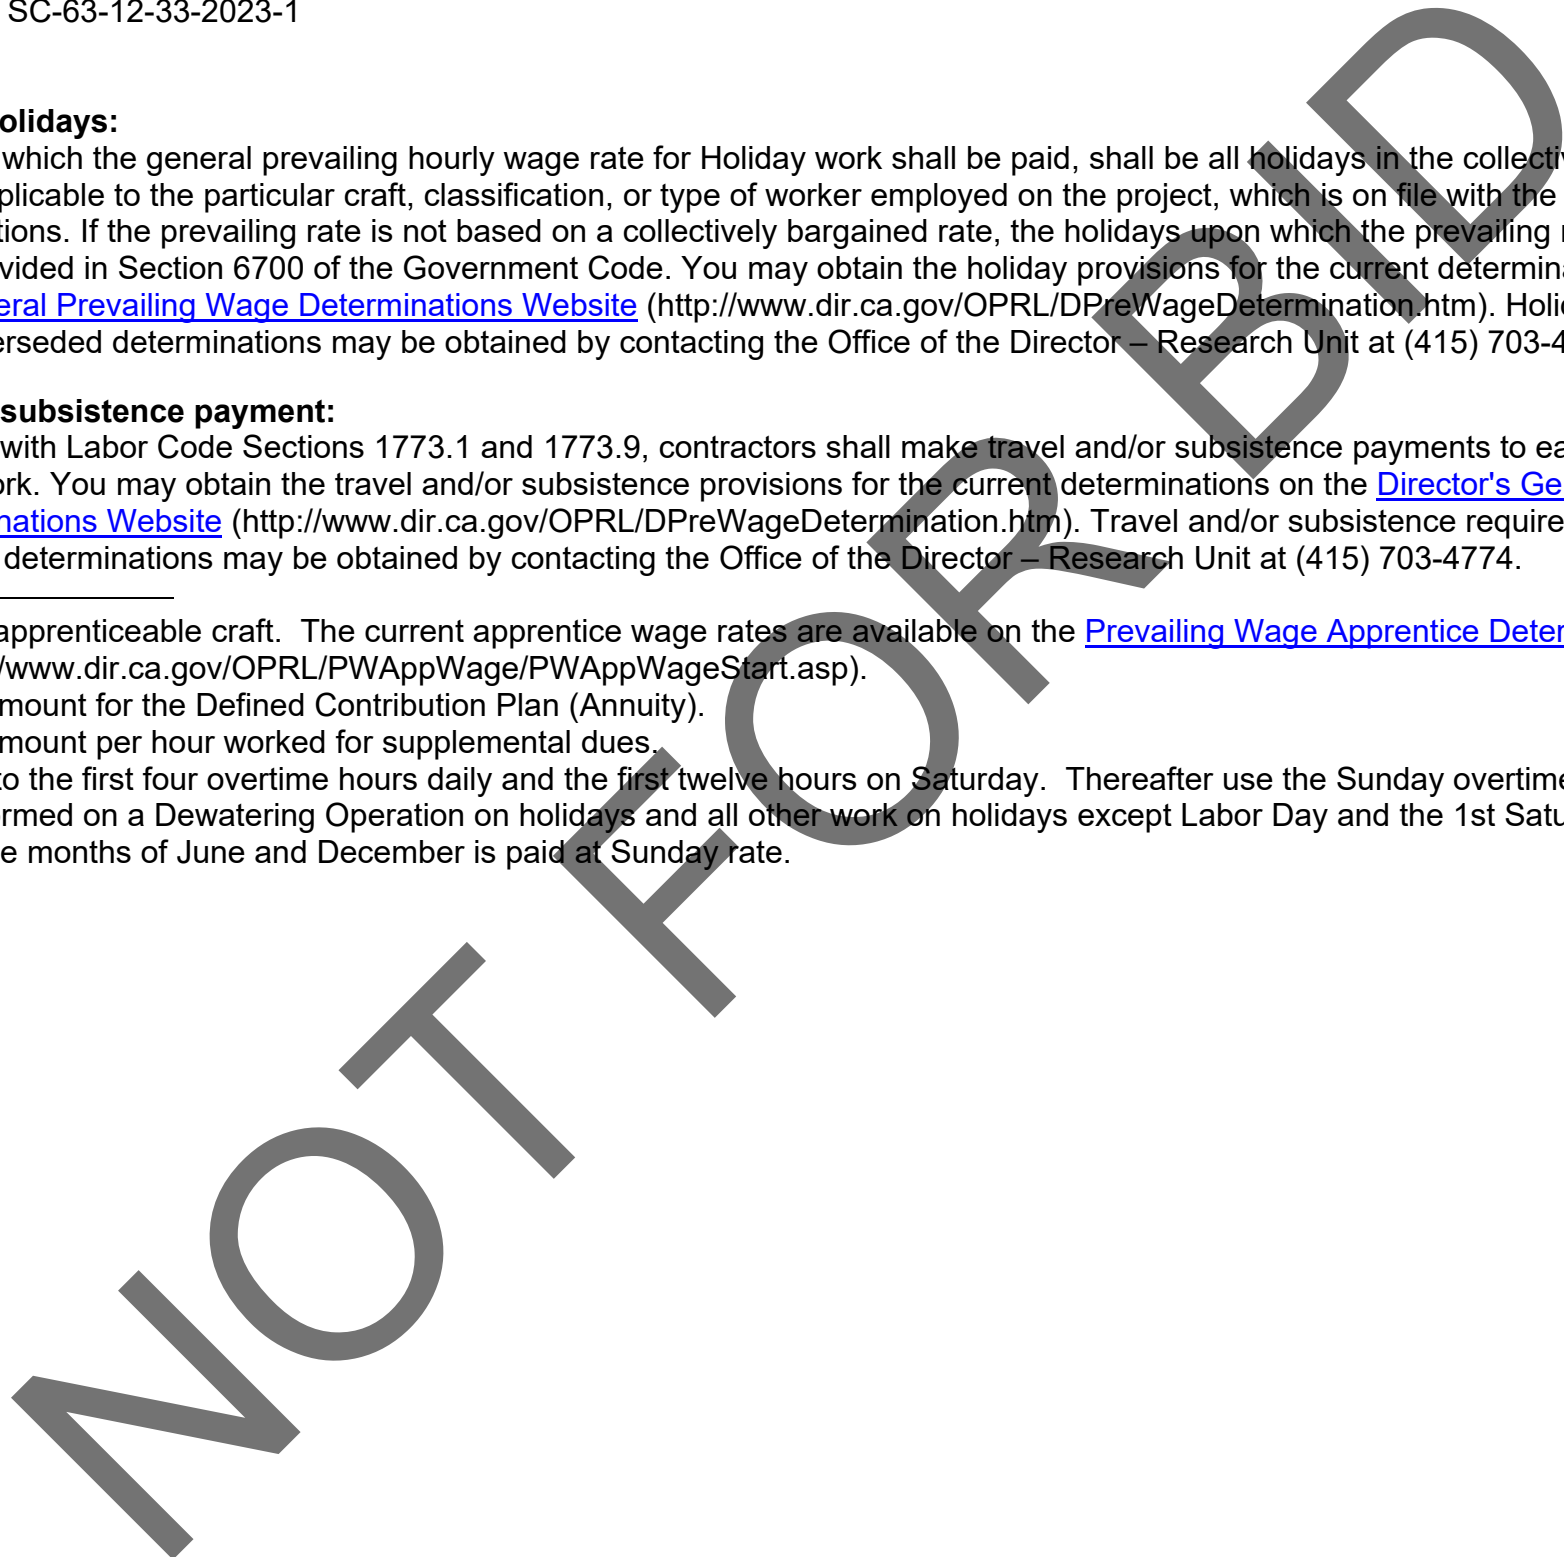 SC-63-12-33-2023-1
olidays:
which the general prevailing hourly wage rate for Holiday work shall be paid, shall be all holidays in the collectiv
plicable to the particular craft, classification, or type of worker employed on the project, which is on file with the
tions. If the prevailing rate is not based on a collectively bargained rate, the holidays upon which the prevailing r
vided in Section 6700 of the Government Code. You may obtain the holiday provisions for the current determina
eral Prevailing Wage Determinations Website (http://www.dir.ca.gov/OPRL/DPreWageDetermination.htm). Holid
erseded determinations may be obtained by contacting the Office of the Director – Research Unit at (415) 703-4
subsistence payment:
with Labor Code Sections 1773.1 and 1773.9, contractors shall make travel and/or subsistence payments to ea
ork. You may obtain the travel and/or subsistence provisions for the current determinations on the Director's Ge
nations Website (http://www.dir.ca.gov/OPRL/DPreWageDetermination.htm). Travel and/or subsistence require
determinations may be obtained by contacting the Office of the Director – Research Unit at (415) 703-4774.
apprenticeable craft.  The current apprentice wage rates are available on the Prevailing Wage Apprentice Deter
/www.dir.ca.gov/OPRL/PWAppWage/PWAppWageStart.asp).
mount for the Defined Contribution Plan (Annuity).
mount per hour worked for supplemental dues.
to the first four overtime hours daily and the first twelve hours on Saturday.  Thereafter use the Sunday overtime
ormed on a Dewatering Operation on holidays and all other work on holidays except Labor Day and the 1st Satu
e months of June and December is paid at Sunday rate.
NOT FOR BID